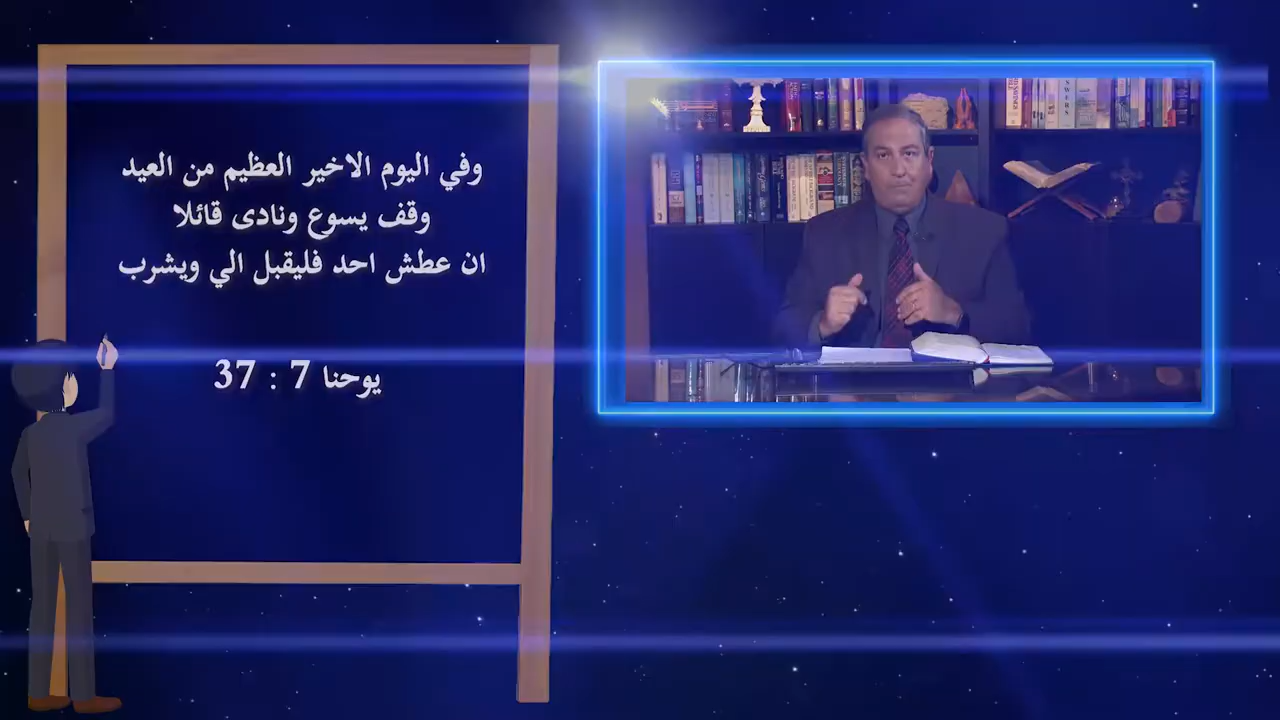 وفي اليوم الاخير العظيم من العيد
وقف يسوع ونادى قائلا
ان عطش احد فليقبل الي ويشرب
يوحنا 7 : 37